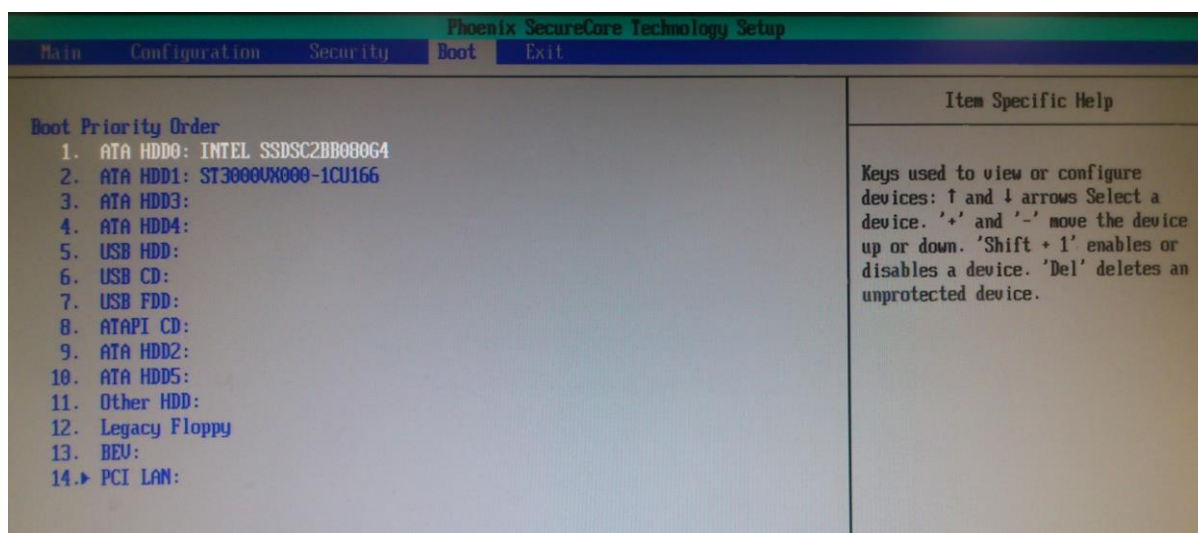 Phoenix SecureCore Technology Setup
Main Configuration Security Boot Exit
Boot Priority Order
1. ATA HDD0: INTEL SSDSC2BB080G4
2. ATA HDD1: ST3000VX000-1CU166
3. ATA HDD3:
4. ATA HDD4:
5. USB HDD:
6. USB CD:
7. USB FDD:
8. ATAPI CD:
9. ATA HDD2:
10. ATA HDD5:
11. Other HDD:
12. Legacy Floppy
13. BEV:
14.▸ PCI LAN:
Item Specific Help
Keys used to view or configure
devices: ↑ and ↓ arrows Select a
device. '+' and '-' move the device
up or down. 'Shift + 1' enables or
disables a device. 'Del' deletes an
unprotected device.